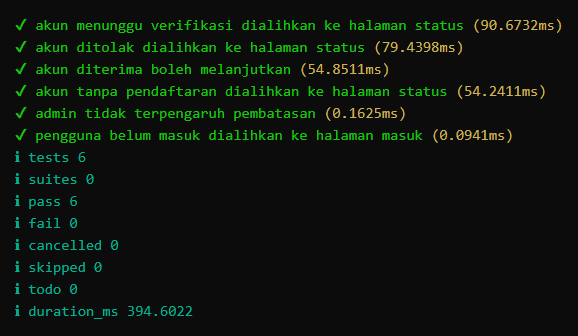 ✔ akun menunggu verifikasi dialihkan ke halaman status (90.6732ms)
✔ akun ditolak dialihkan ke halaman status (79.4398ms)
✔ akun diterima boleh melanjutkan (54.8511ms)
✔ akun tanpa pendaftaran dialihkan ke halaman status (54.2411ms)
✔ admin tidak terpengaruh pembatasan (0.1625ms)
✔ pengguna belum masuk dialihkan ke halaman masuk (0.0941ms)
ℹ tests 6
ℹ suites 0
ℹ pass 6
ℹ fail 0
ℹ cancelled 0
ℹ skipped 0
ℹ todo 0
ℹ duration_ms 394.6022